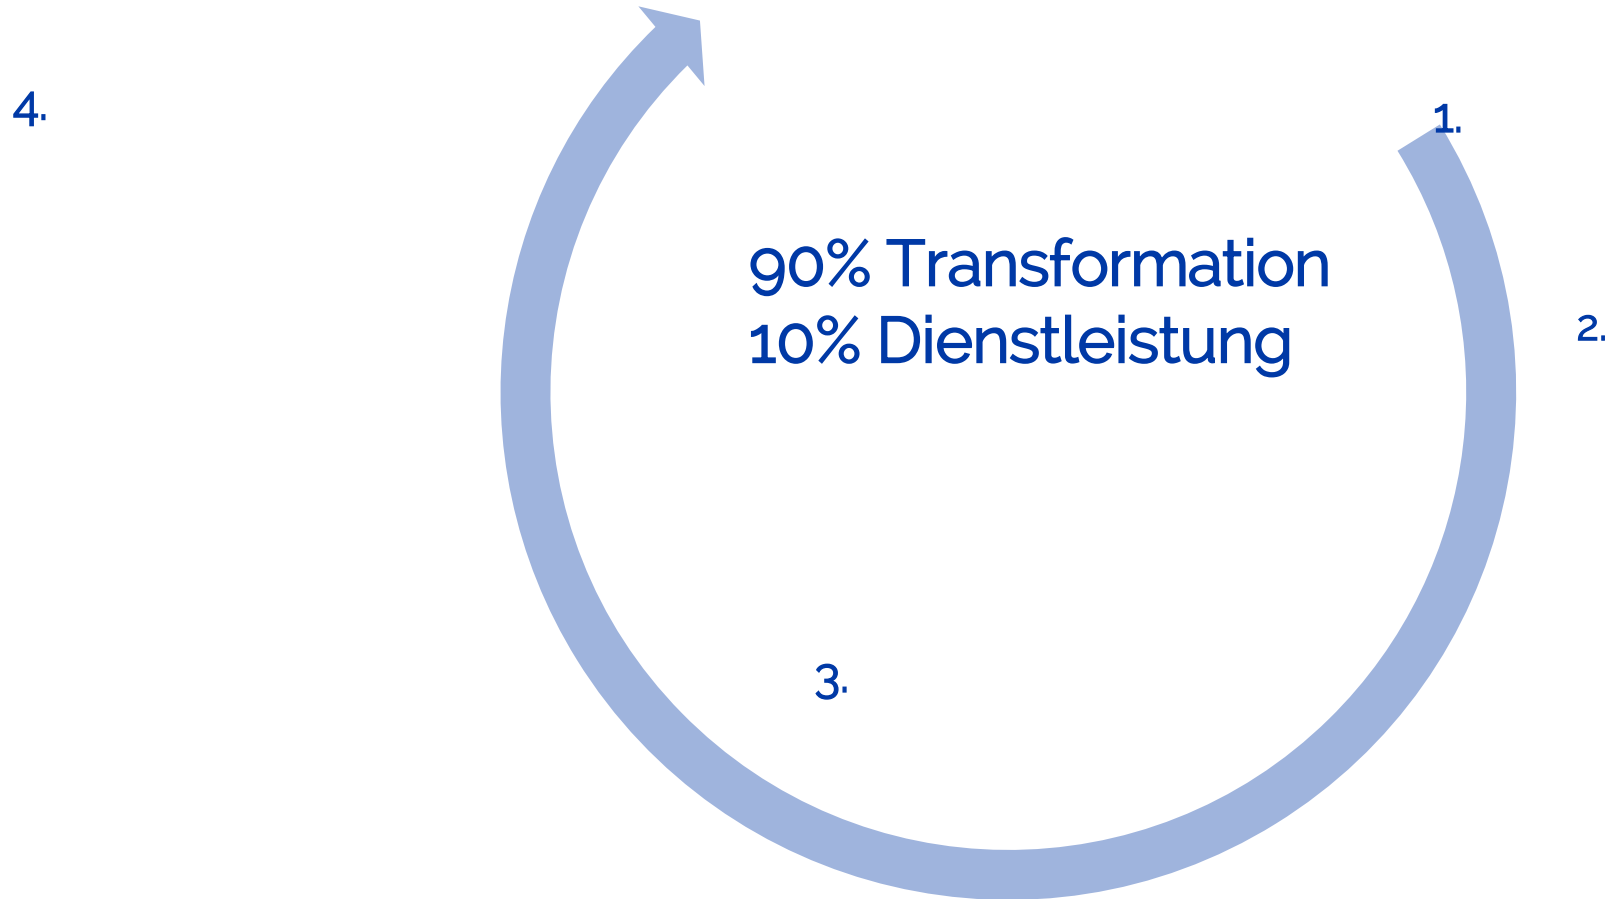 4.
1.
90% Transformation
10% Dienstleistung
2.
3.